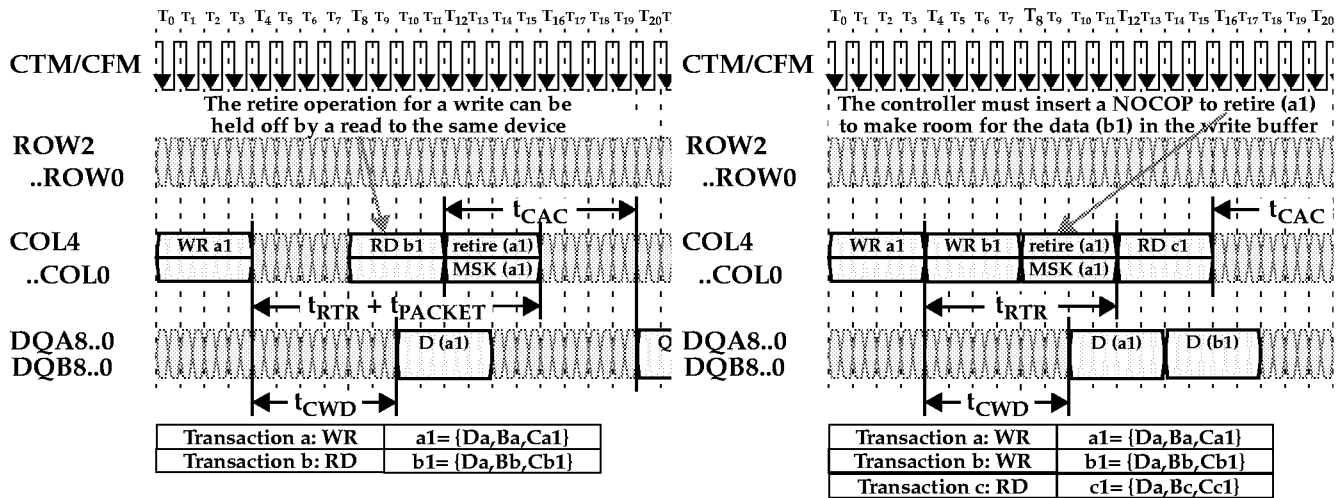 T0 T1 T2 T3 T4 T5 T6 T7 T8 T9 T10 T11 T12 T13 T14 T15 T16 T17 T18 T19 T20
CTM/CFM
The retire operation for a write can be
held off by a read to the same device
ROW2
..ROW0
tCAC
COL4
..COL0
WR a1
RD b1
retire (a1)
MSK (a1)
tRTR + tPACKET
DQA8..0
DQB8..0
D (a1)
Q
tCWD
Transaction a: WR a1= {Da,Ba,Ca1}
Transaction b: RD b1= {Da,Bb,Cb1}
T0 T1 T2 T3 T4 T5 T6 T7 T8 T9 T10 T11 T12 T13 T14 T15 T16 T17 T18 T19 T20
CTM/CFM
The controller must insert a NOCOP to retire (a1)
to make room for the data (b1) in the write buffer
ROW2
..ROW0
tCAC
COL4
..COL0
WR a1
WR b1
retire (a1)
RD c1
MSK (a1)
tRTR
DQA8..0
DQB8..0
D (a1)
D (b1)
tCWD
Transaction a: WR a1= {Da,Ba,Ca1}
Transaction b: WR b1= {Da,Bb,Cb1}
Transaction c: RD c1= {Da,Bc,Cc1}